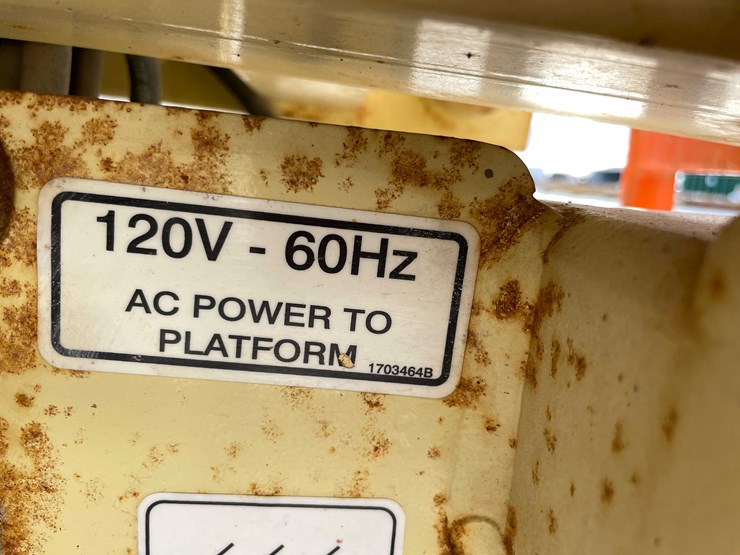 120V - 60Hz
AC POWER TO
PLATFORM
1703464B